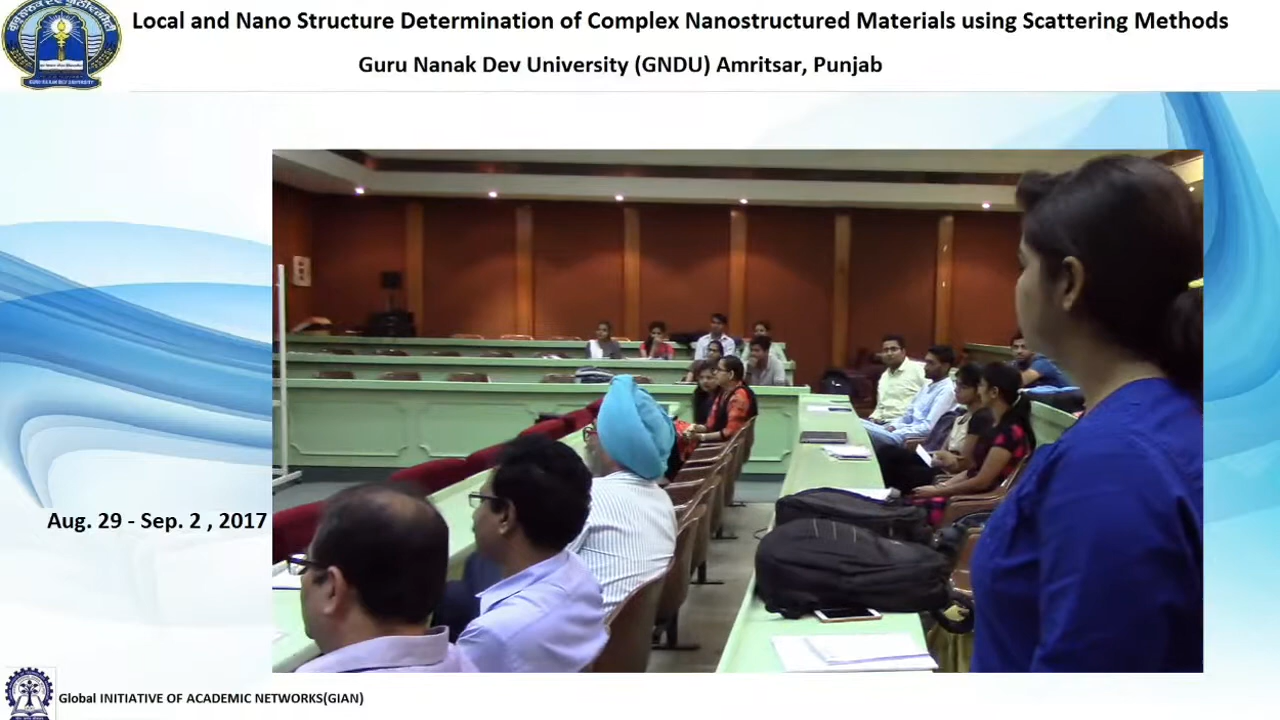 Local and Nano Structure Determination of Complex Nanostructured Materials using Scattering Methods
Guru Nanak Dev University (GNDU) Amritsar, Punjab
Aug. 29 - Sep. 2 , 2017
Global INITIATIVE OF ACADEMIC NETWORKS(GIAN)